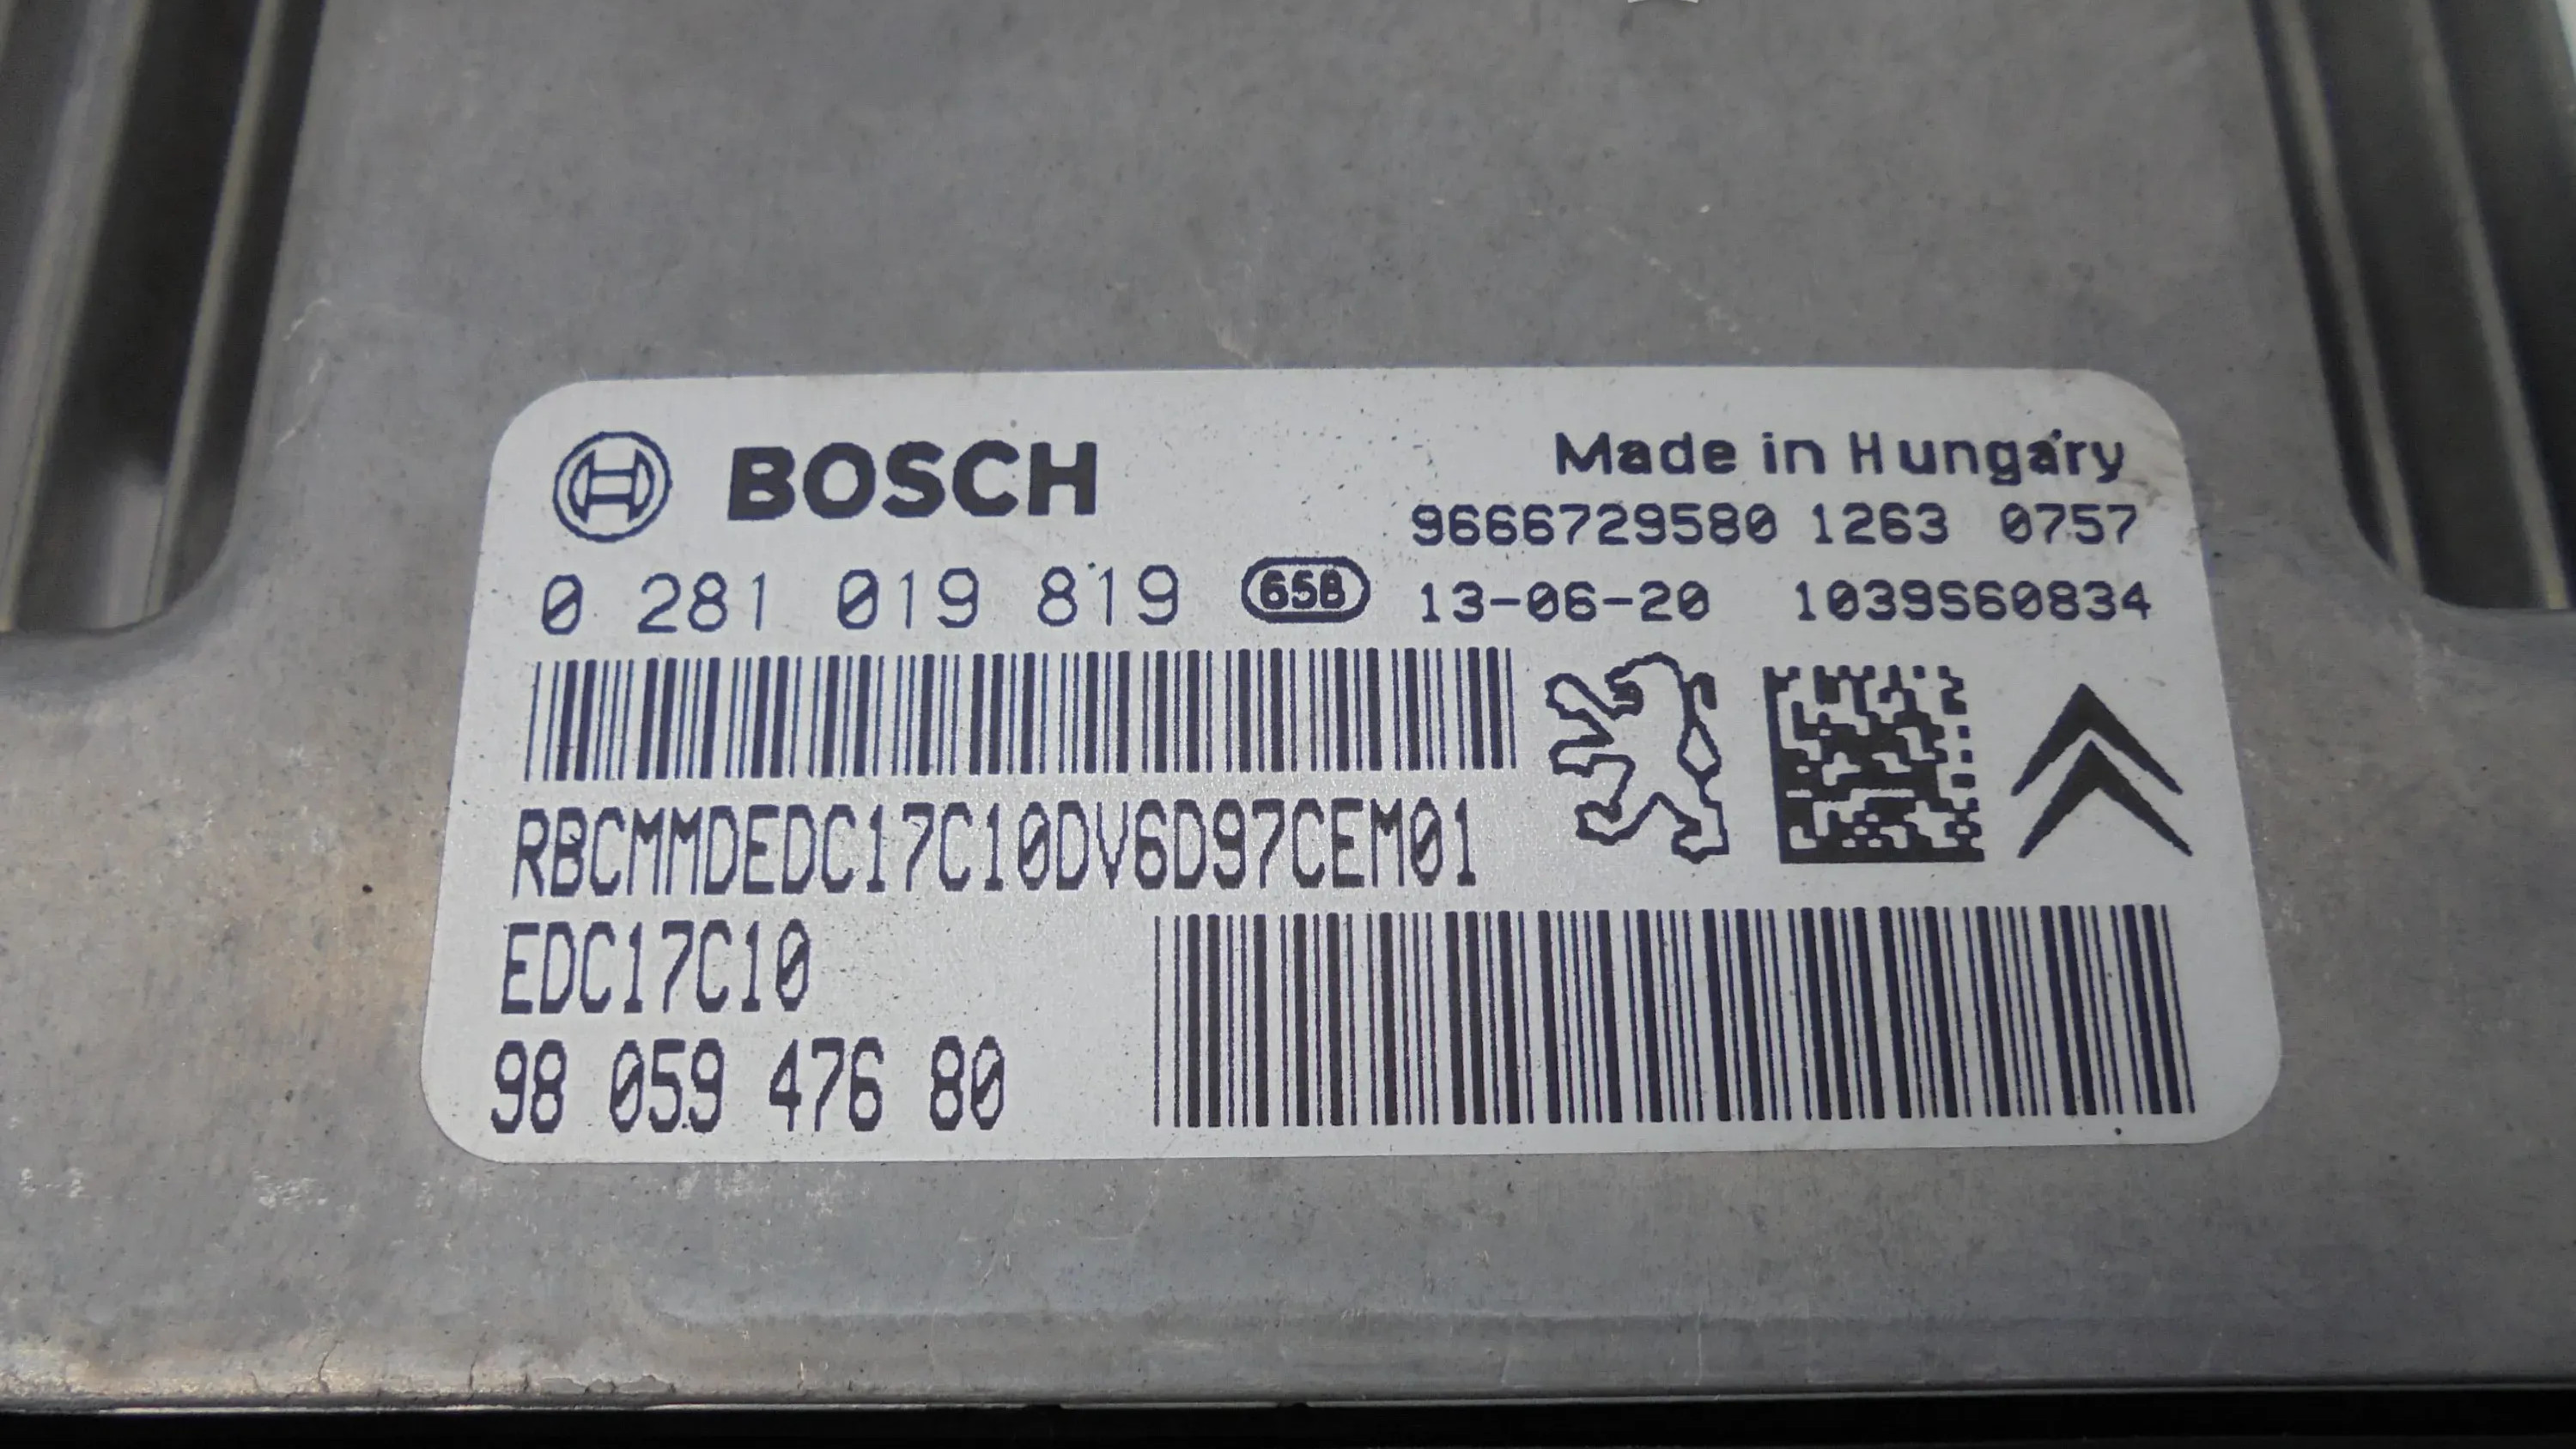 BOSCH
Made in Hungary
9666729580 1263 0757
0 281 019 819 65B 13-06-20 1039S60834
RBCMMDEDC17C10DV6D97CEM01
EDC17C10
98 059 476 80